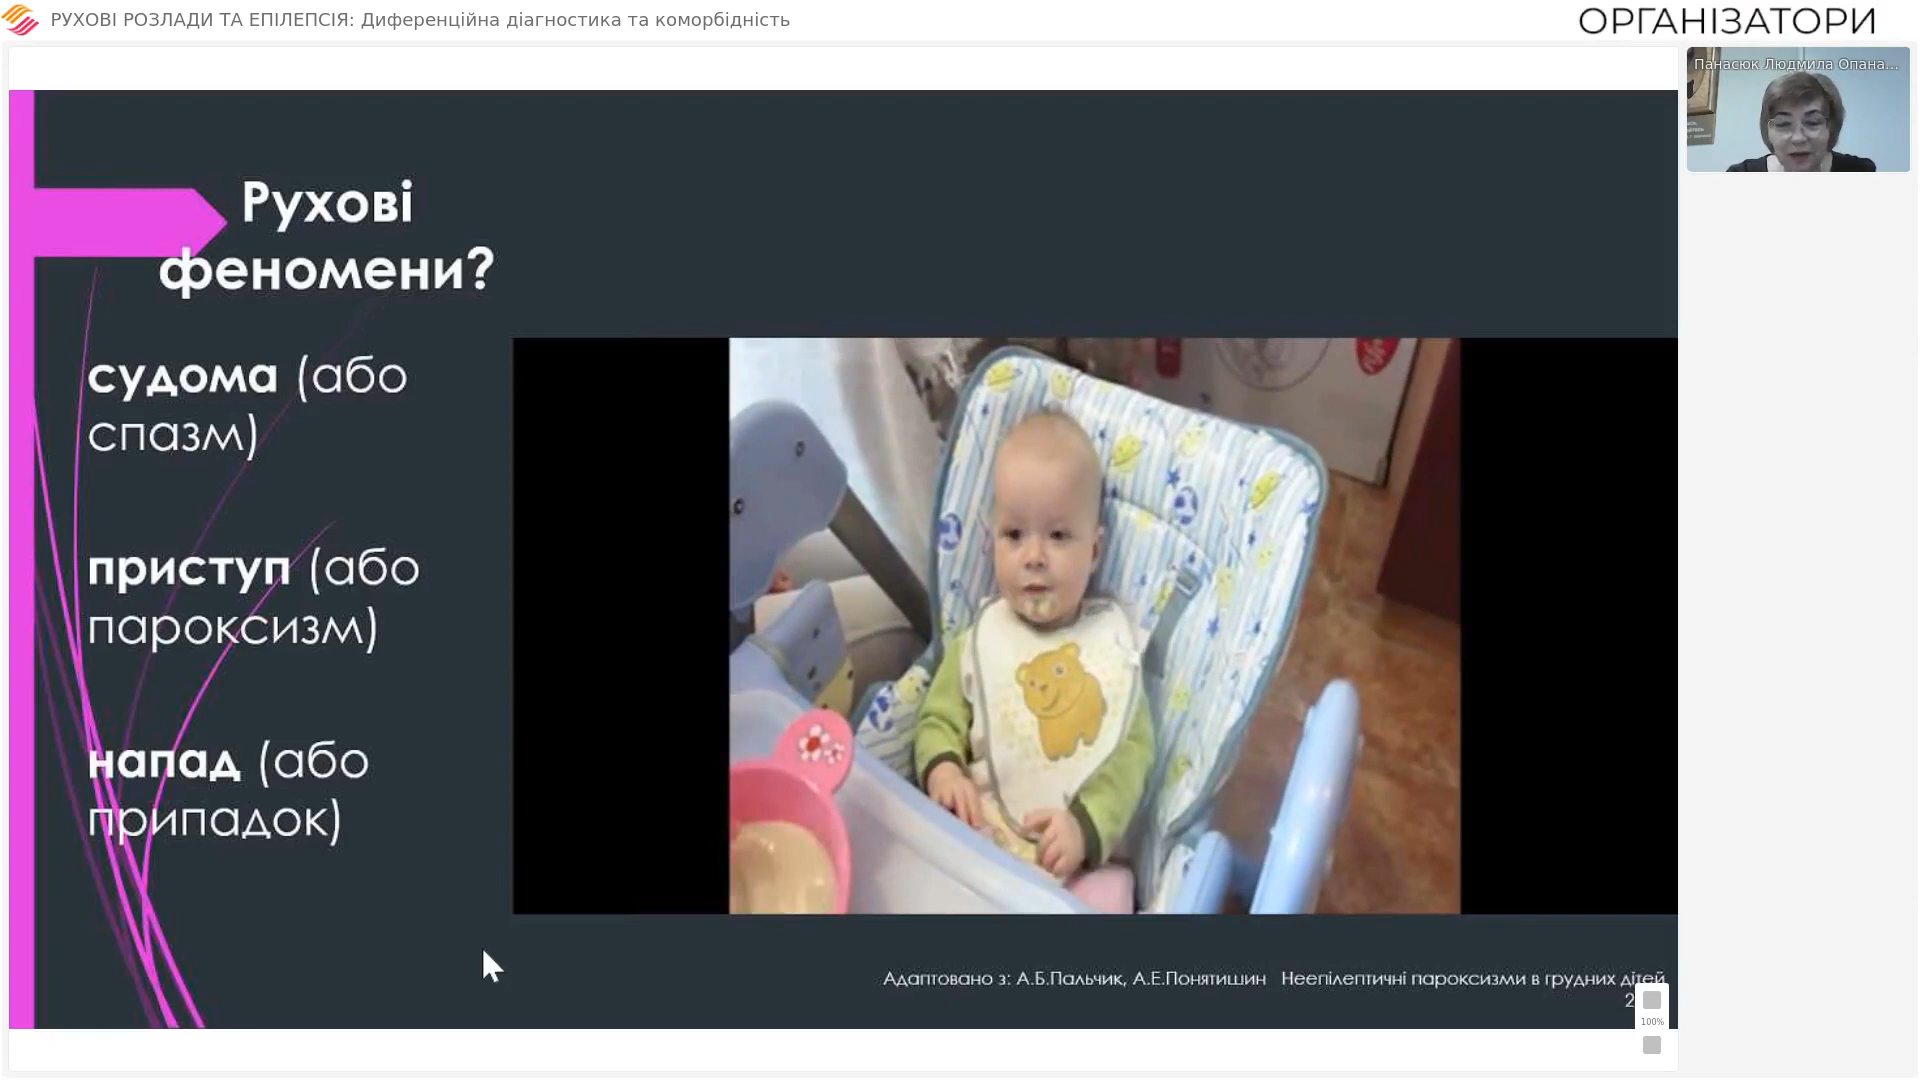 РУХОВІ РОЗЛАДИ ТА ЕПІЛЕПСІЯ: Диференційна діагностика та коморбідність
ОРГАНІЗАТОРИ
Панасюк Людмила Опана...
Рухові
феномени?
судома (або
спазм)
приступ (або
пароксизм)
напад (або
припадок)
Адаптовано з: А.Б.Пальчик, А.Е.Понятишин Неепілептичні пароксизми в грудних дітей
100%